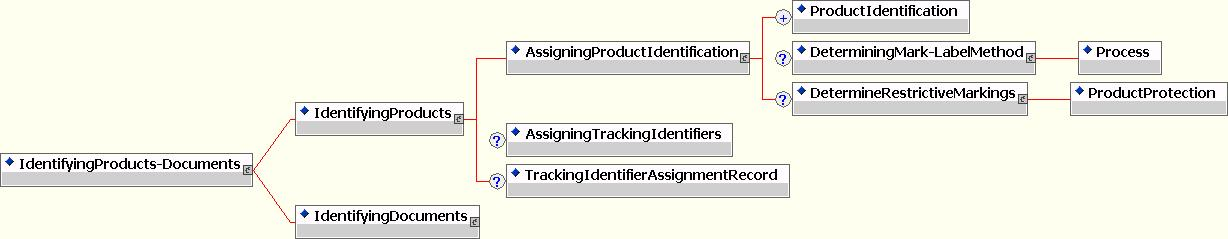 ProductIdentification
+
AssigningProductIdentification
?
DeterminingMark-LabelMethod
Process
?
DetermineRestrictiveMarkings
ProductProtection
IdentifyingProducts
?
AssigningTrackingIdentifiers
IdentifyingProducts-Documents
?
TrackingIdentifierAssignmentRecord
IdentifyingDocuments